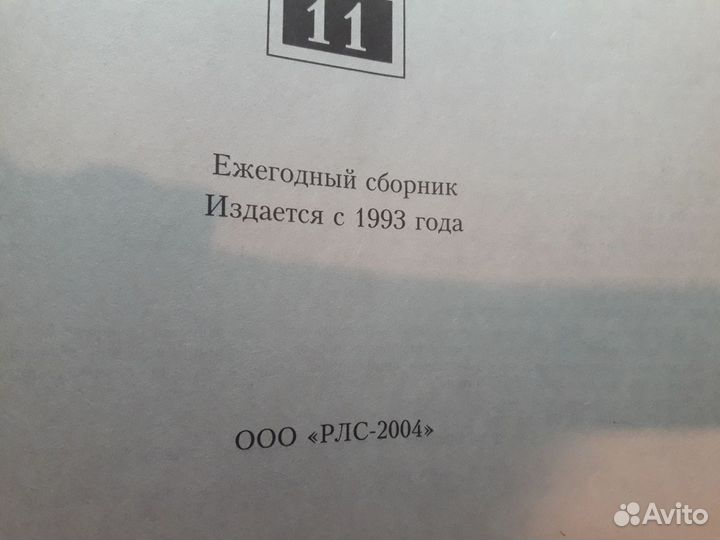 11
Ежегодный сборник
Издается с 1993 года
ООО «РЛС-2004»
Avito